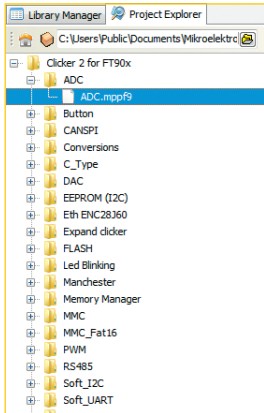 Library Manager Project Explorer
C:\Users\Public\Documents\Mikroelektro
Clicker 2 for FT90x
ADC
ADC.mppf9
Button
CANSPI
Conversions
C_Type
DAC
EEPROM (I2C)
Eth ENC28J60
Expand clicker
FLASH
Led Blinking
Manchester
Memory Manager
MMC
MMC_Fat16
PWM
RS485
Soft_I2C
Soft_UART